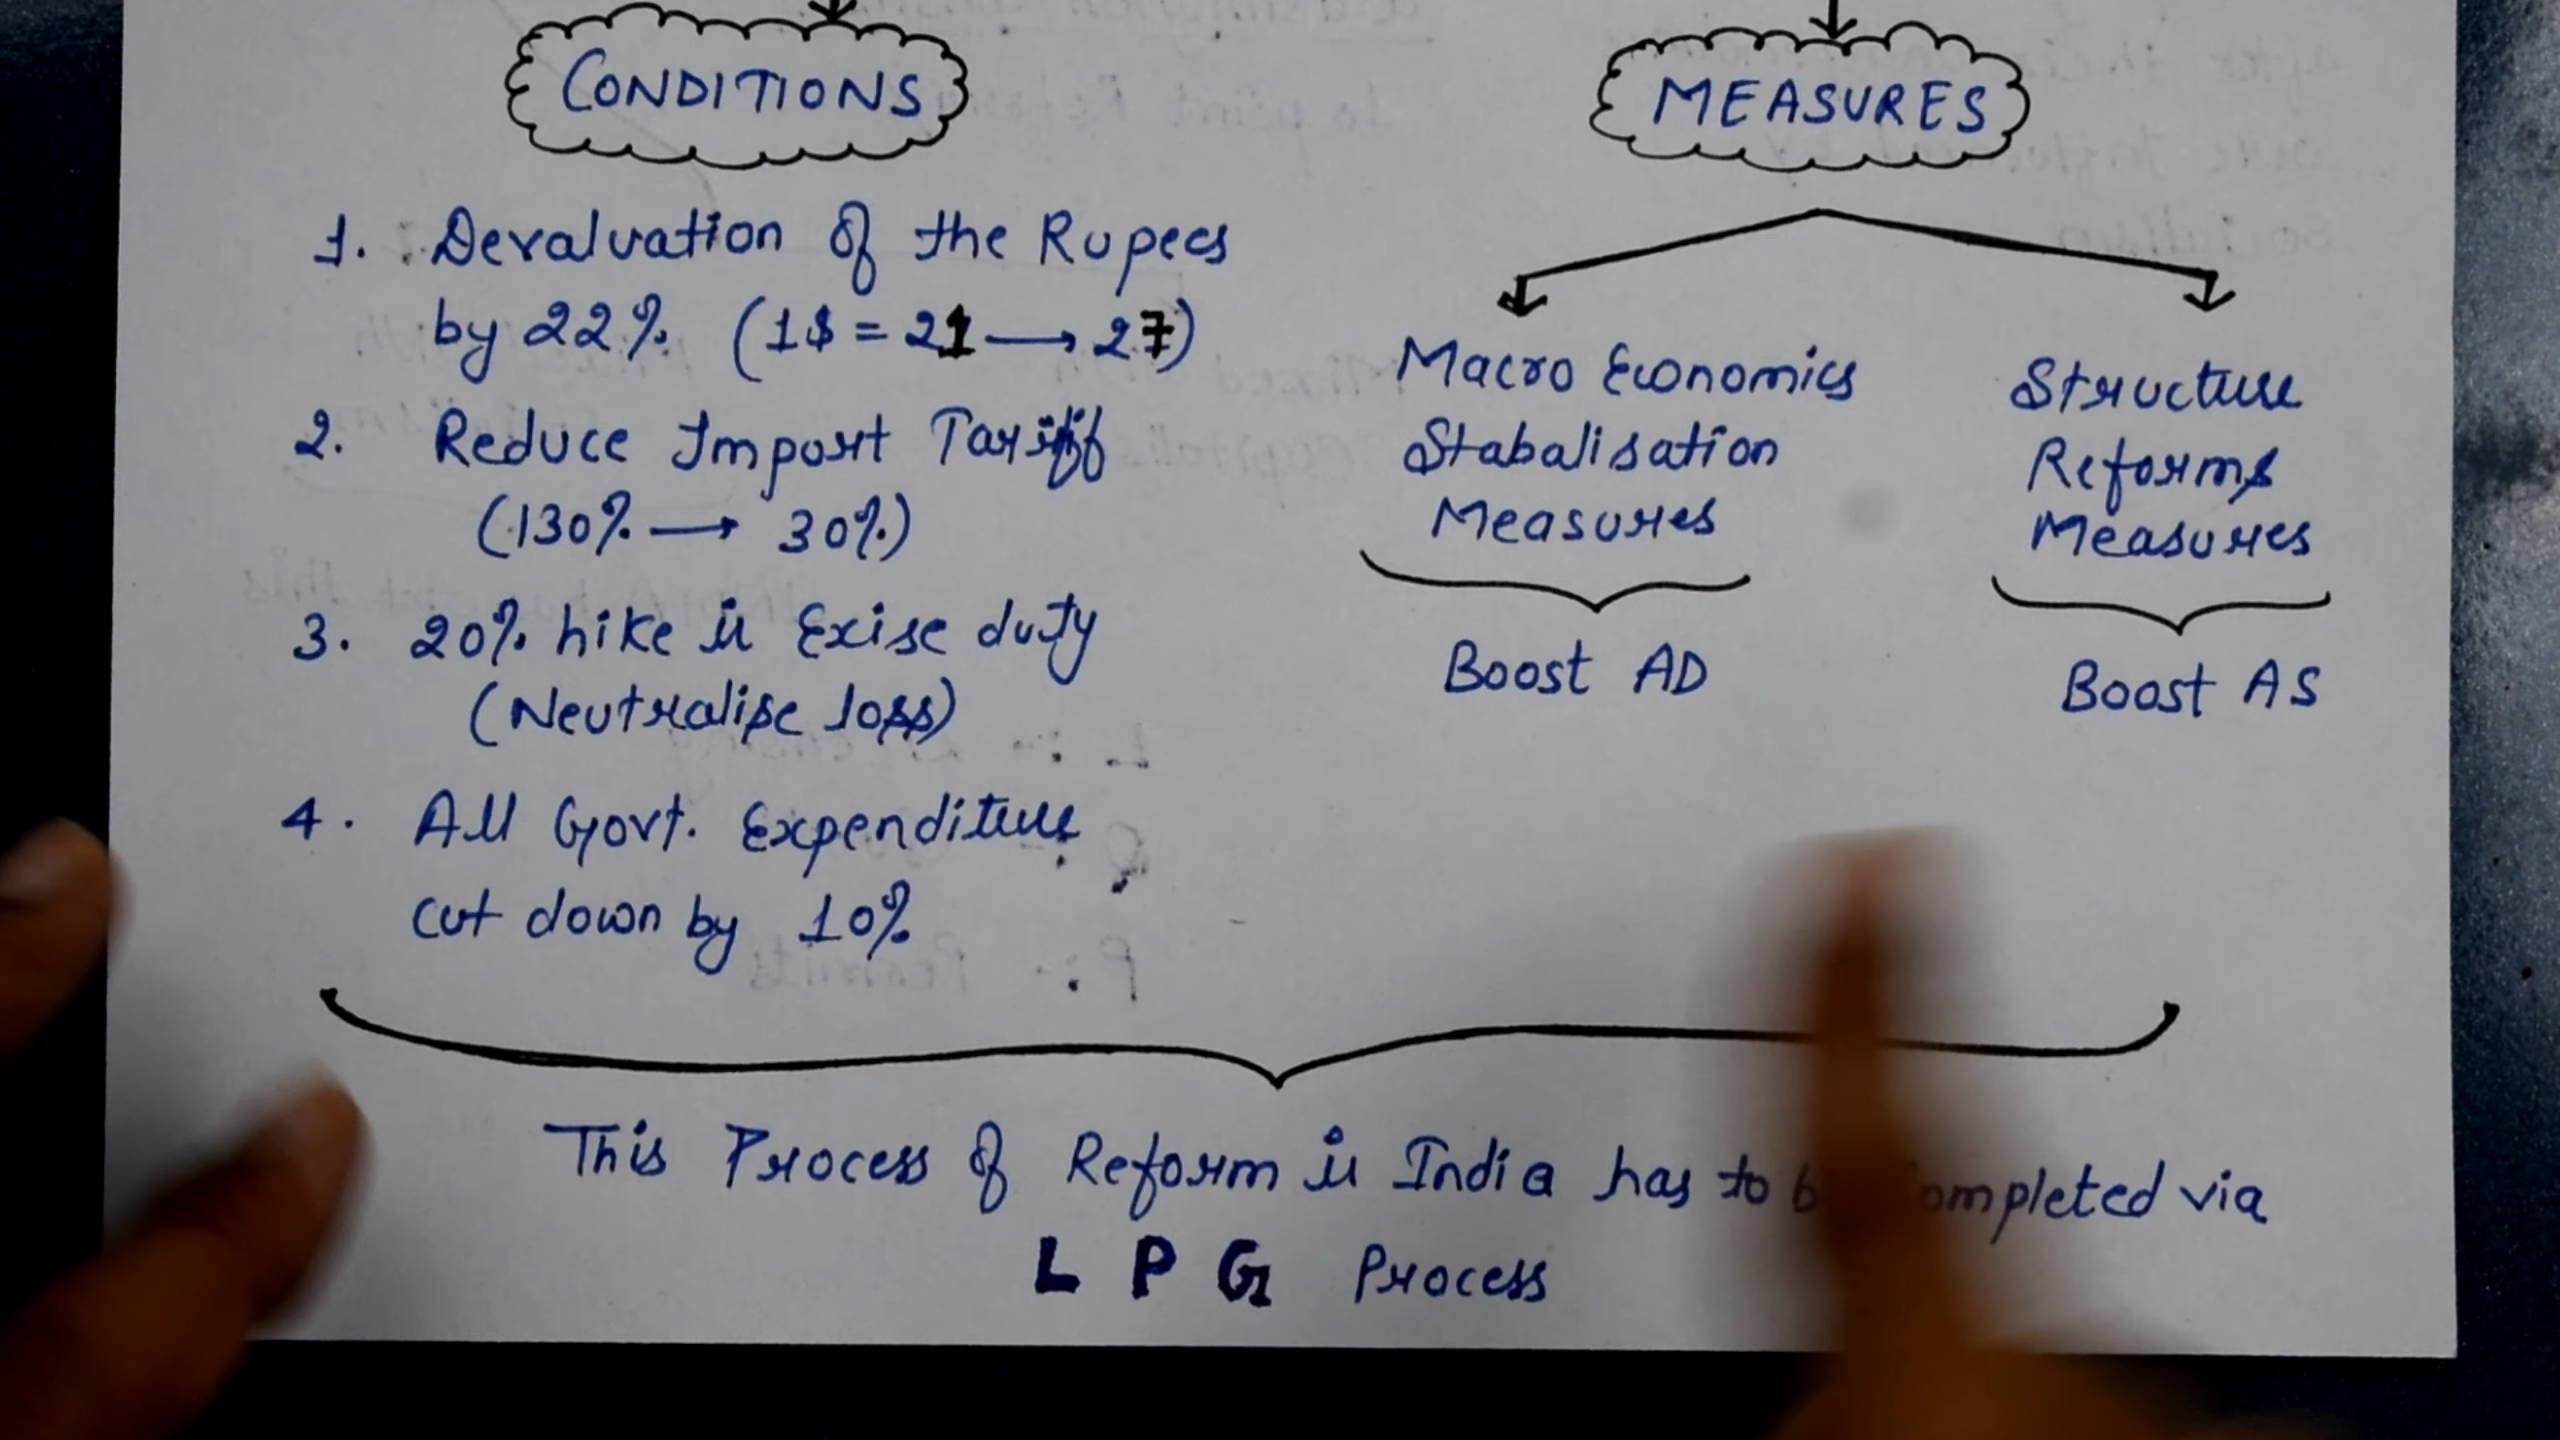 CONDITIONS
1. Devaluation of the Rupees
by 22% (1$ = 21 → 27)
2. Reduce Import Tariff
(130% → 30%)
3. 20% hike in Exise duty
(Neutralise loss)
4. All Govt. Expenditure
cut down by 10%
MEASURES
Macro Economics
Stabalisation
Measures
Boost AD
Structure
Reforms
Measures
Boost AS
This Process of Reform in India has to completed via
L P G Process